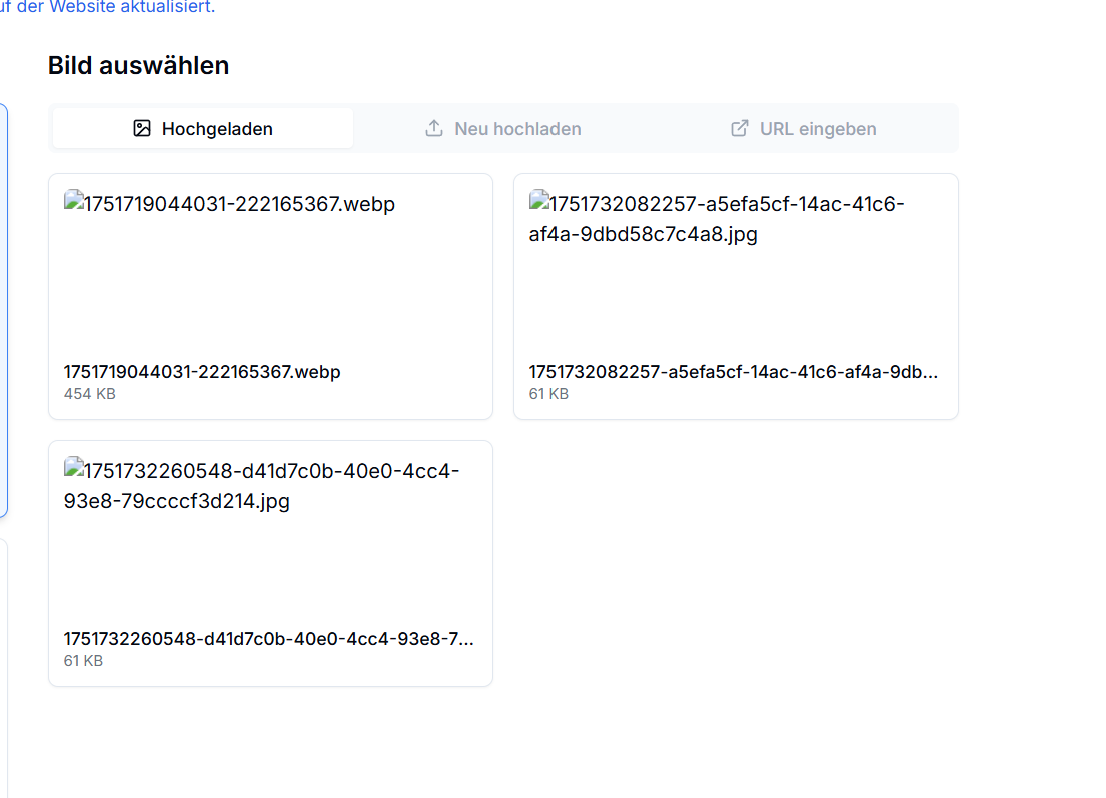 uf der Website aktualisiert.
Bild auswählen
Hochgeladen
Neu hochladen
URL eingeben
1751719044031-222165367.webp
1751719044031-222165367.webp
454 KB
1751732082257-a5efa5cf-14ac-41c6-
af4a-9dbd58c7c4a8.jpg
1751732082257-a5efa5cf-14ac-41c6-af4a-9db...
61 KB
1751732260548-d41d7c0b-40e0-4cc4-
93e8-79ccccf3d214.jpg
1751732260548-d41d7c0b-40e0-4cc4-93e8-7...
61 KB